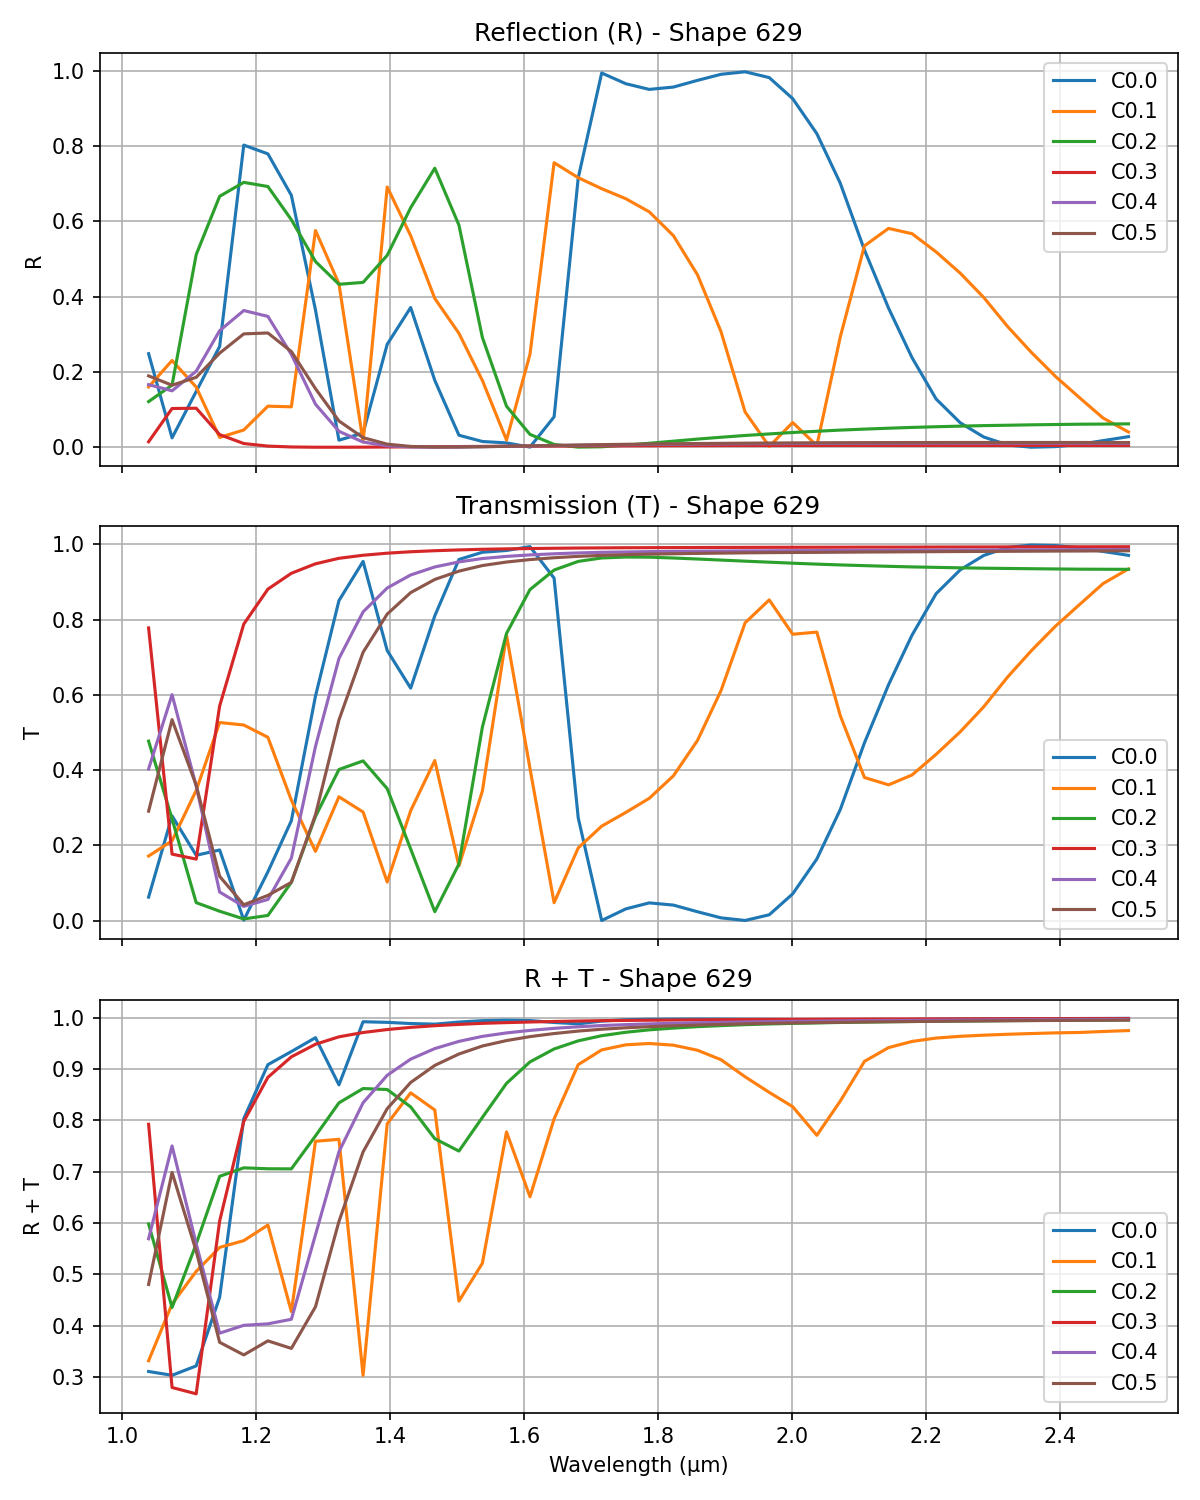 Reflection (R) - Shape 629
1.0
0.8
0.6
0.4
0.2
0.0
R
C0.0
C0.1
C0.2
C0.3
C0.4
C0.5
Transmission (T) - Shape 629
1.0
0.8
0.6
0.4
0.2
0.0
T
C0.0
C0.1
C0.2
C0.3
C0.4
C0.5
R + T - Shape 629
1.0
0.9
0.8
0.7
0.6
0.5
0.4
0.3
R + T
C0.0
C0.1
C0.2
C0.3
C0.4
C0.5
1.0 1.2 1.4 1.6 1.8 2.0 2.2 2.4
Wavelength (μm)